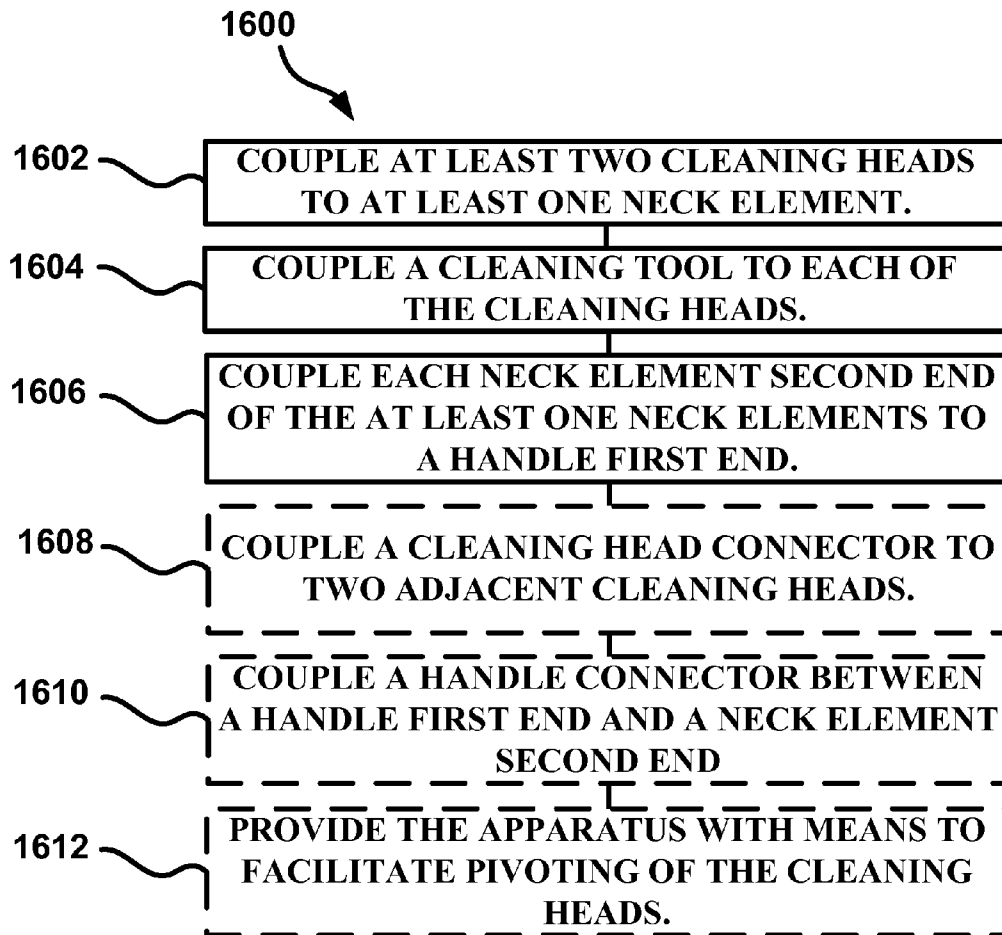 1600
1602
COUPLE AT LEAST TWO CLEANING HEADS
TO AT LEAST ONE NECK ELEMENT.
1604
COUPLE A CLEANING TOOL TO EACH OF
THE CLEANING HEADS.
1606
COUPLE EACH NECK ELEMENT SECOND END
OF THE AT LEAST ONE NECK ELEMENTS TO
A HANDLE FIRST END.
1608
COUPLE A CLEANING HEAD CONNECTOR TO
TWO ADJACENT CLEANING HEADS.
1610
COUPLE A HANDLE CONNECTOR BETWEEN
A HANDLE FIRST END AND A NECK ELEMENT
SECOND END
1612
PROVIDE THE APPARATUS WITH MEANS TO
FACILITATE PIVOTING OF THE CLEANING
HEADS.